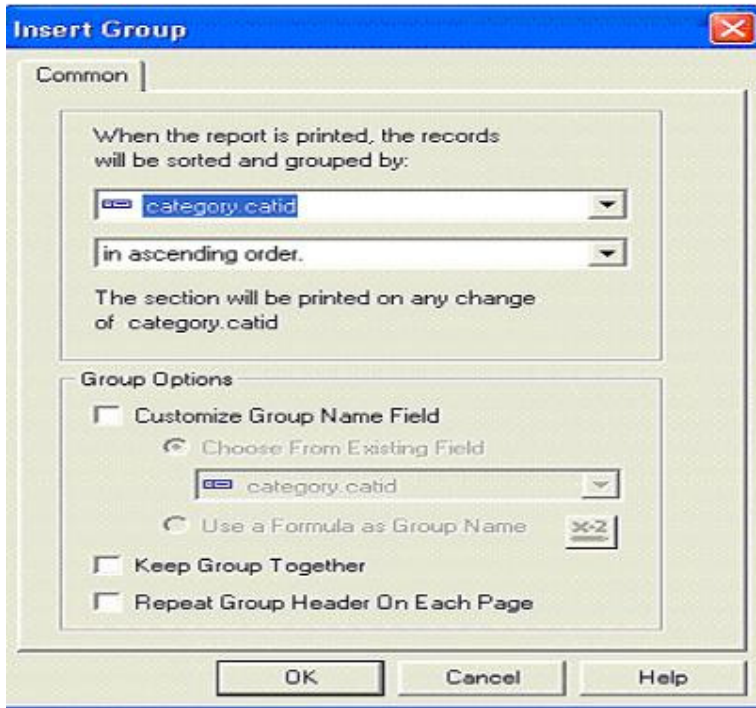 Insert Group
Common
When the report is printed, the records
will be sorted and grouped by:
category.catid
in ascending order.
The section will be printed on any change
of category.catid
Group Options
Customize Group Name Field
Choose From Existing Field
category.catid
Use a Formula as Group Name
x-2
Keep Group Together
Repeat Group Header On Each Page
OK
Cancel
Help